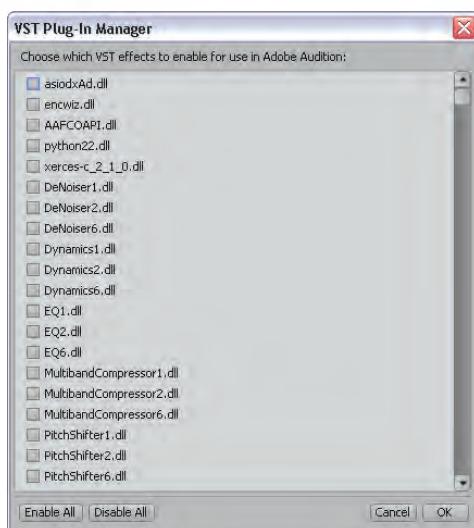 VST Plug-In Manager
Choose which VST effects to enable for use in Adobe Audition:
asiodxAd.dll
encwiz.dll
AAFCOAPI.dll
python22.dll
xerces-c_2_1_0.dll
DeNoiser1.dll
DeNoiser2.dll
DeNoiser6.dll
Dynamics1.dll
Dynamics2.dll
Dynamics6.dll
EQ1.dll
EQ2.dll
EQ6.dll
MultibandCompressor1.dll
MultibandCompressor2.dll
MultibandCompressor6.dll
PitchShifter1.dll
PitchShifter2.dll
PitchShifter6.dll
Enable All Disable All Cancel OK